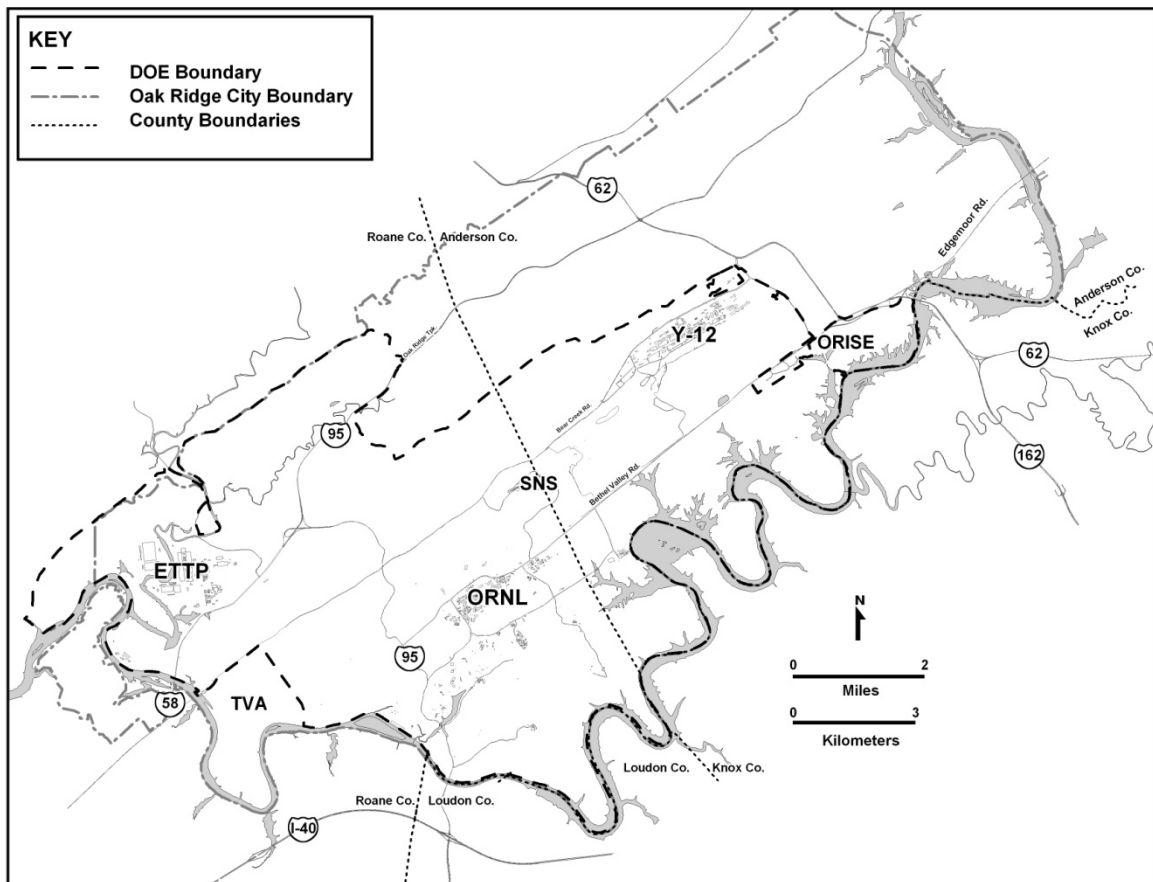 KEY
DOE Boundary
Oak Ridge City Boundary
County Boundaries
62
Edgemoor Rd.
Roane Co.
Anderson Co.
Anderson Co.
Knox Co.
Oak Ridge Tpk.
Y-12
ORISE
62
95
Bear Creek Rd.
162
SNS
Bethel Valley Rd.
ETTP
ORNL
N
95
0 2
Miles
TVA
58
0 3
Kilometers
Loudon Co.
Knox Co.
Roane Co.
Loudon Co.
I-40